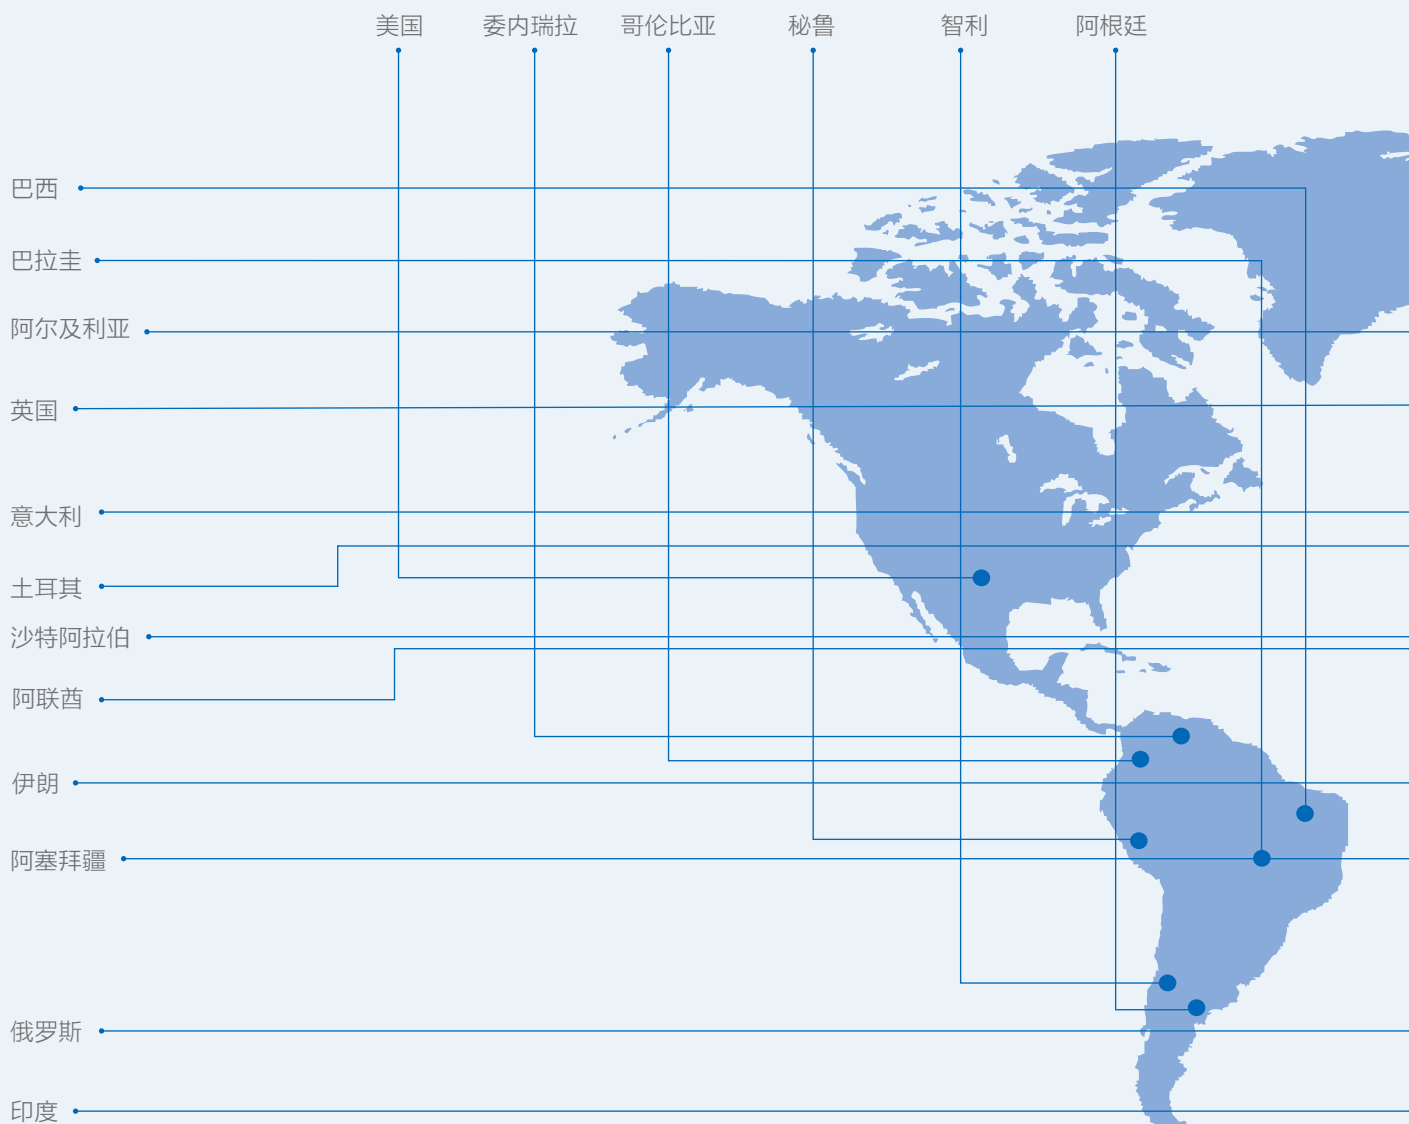 美国
委内瑞拉
哥伦比亚
秘鲁
智利
阿根廷
巴西
巴拉圭
阿尔及利亚
英国
意大利
土耳其
沙特阿拉伯
阿联酋
伊朗
阿塞拜疆
俄罗斯
印度